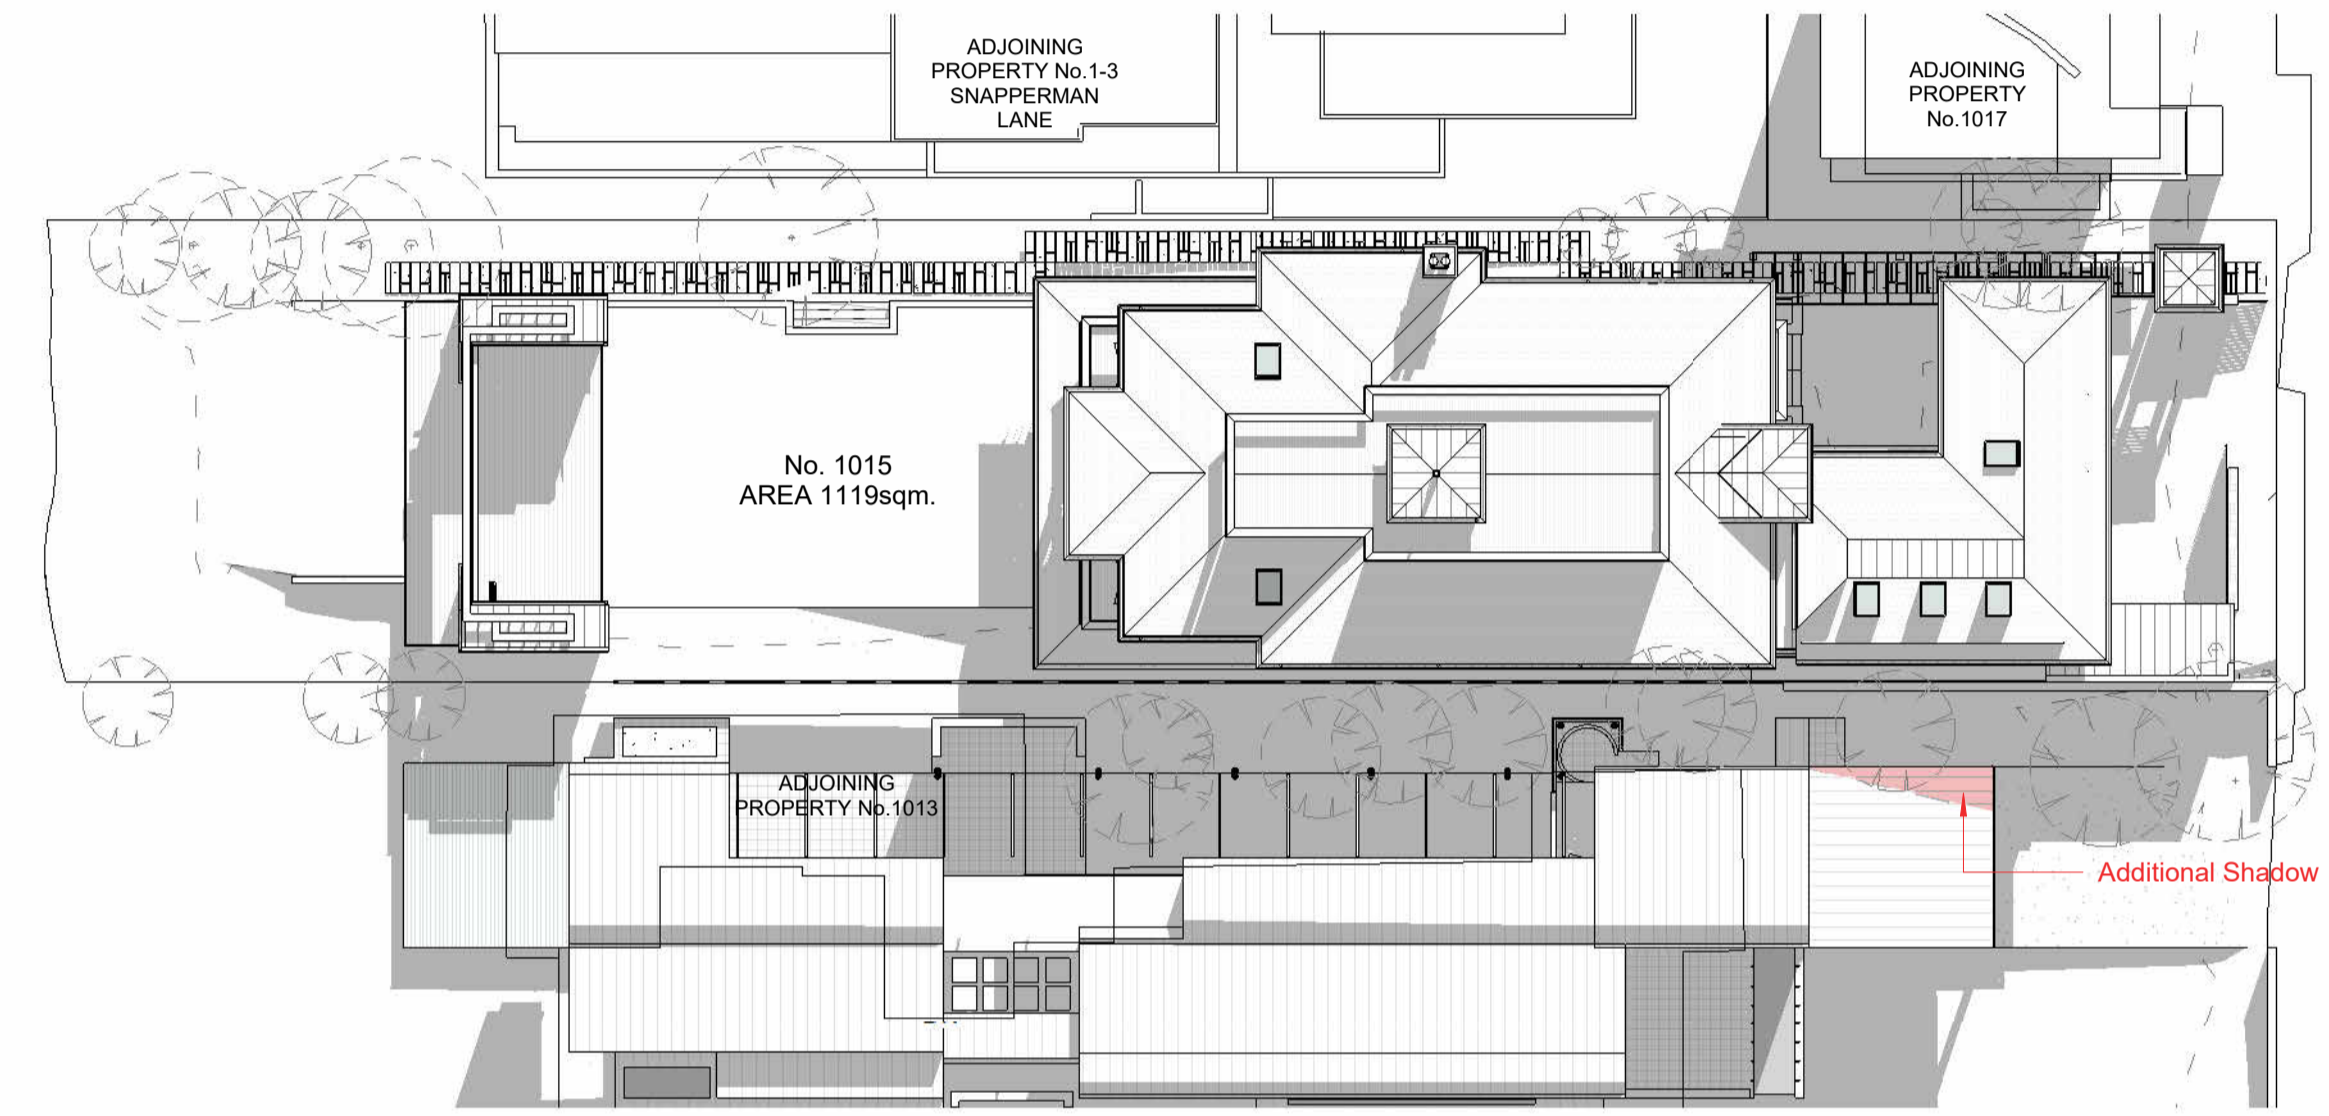 ADJOINING
PROPERTY No.1-3
SNAPPERMAN
LANE
ADJOINING
PROPERTY
No.1017
No. 1015
AREA 1119sqm.
ADJOINING
PROPERTY No.1013
Additional Shadow